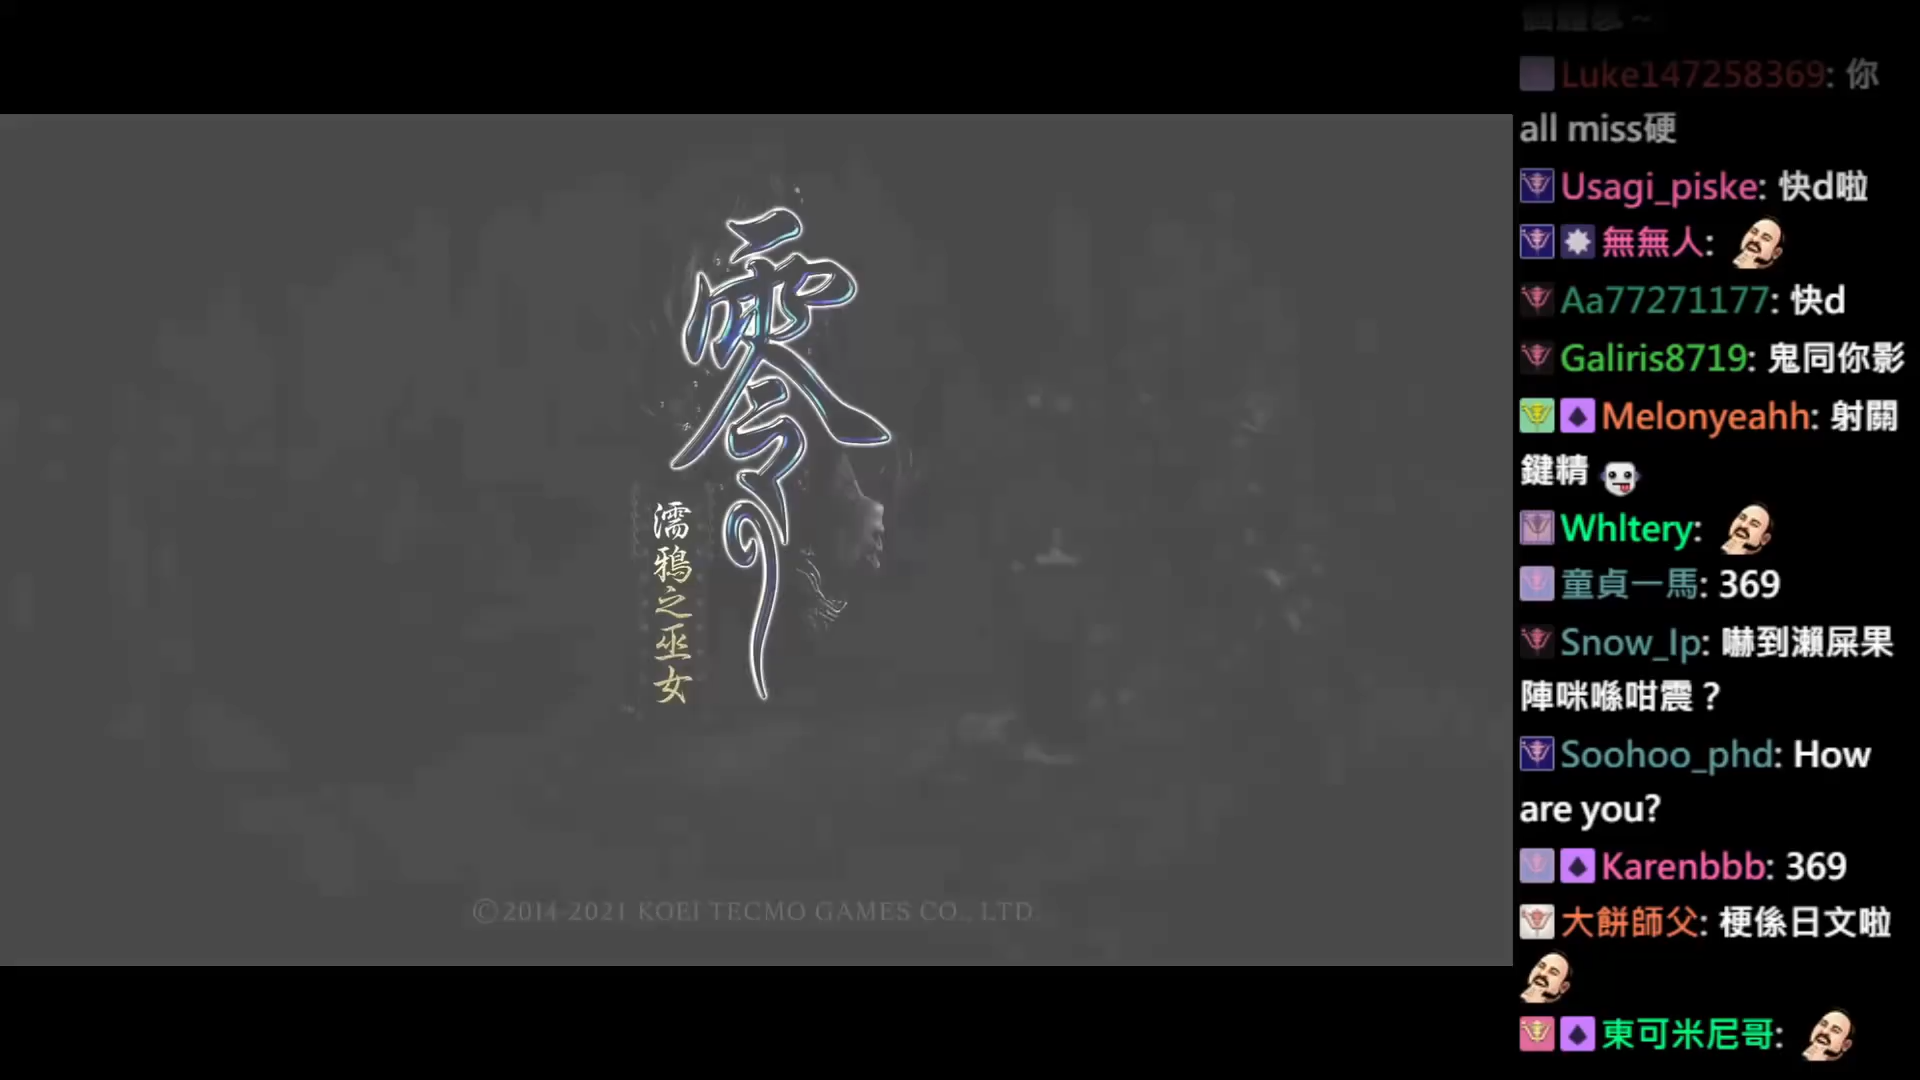 零
濡鴉之巫女
©2014-2021 KOEI TECMO GAMES CO., LTD.
Luke147258369: 你
all miss硬
Usagi_piske: 快d啦
無無人:
Aa77271177: 快d
Galiris8719: 鬼同你影
Melonyeahh: 射關
鍵精
Whltery:
童貞一馬: 369
Snow_Ip: 嚇到瀨屎果
陣咪喺咁震？
Soohoo_phd: How
are you?
Karenbbb: 369
大餅師父: 梗係日文啦
東可米尼哥: